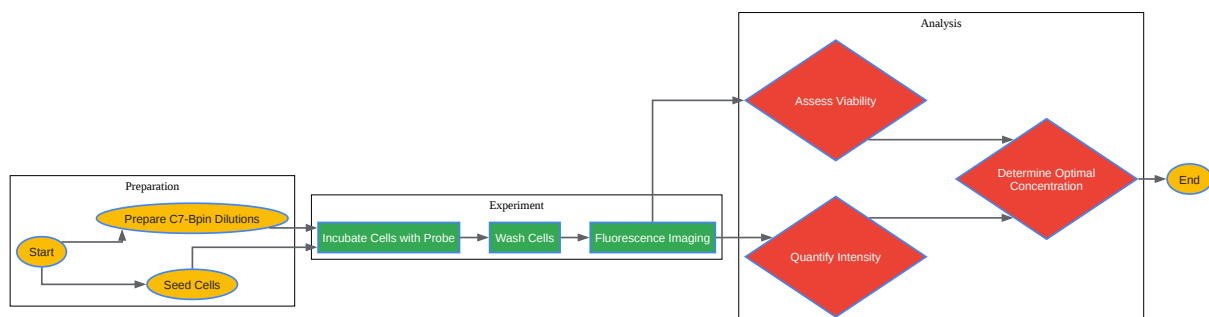 Analysis
Assess Viability
Preparation
Determine Optimal
Concentration
End
Experiment
Prepare C7-Bpin Dilutions
Incubate Cells with Probe
Wash Cells
Fluorescence Imaging
Start
Quantify Intensity
Seed Cells